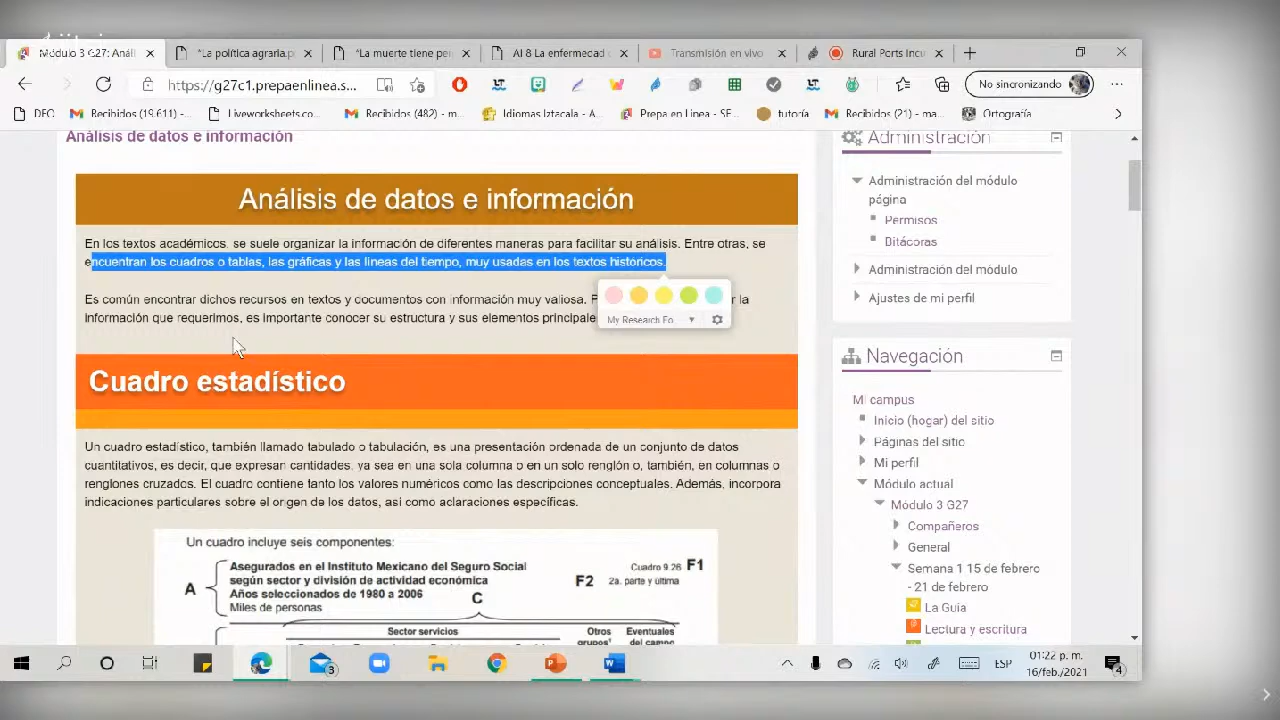 Módulo 3 G27: Anál
"La política agraria.p
"La muerte tiene per
AI 8 La enfermedad
Transmisión en vivo
Rural Ports Incu
https://g27c1.prepaenlinea.s...
No sincronizando
DEO
Recibidos (19,611) -
Liveworksheets.co
Recibidos (482) - m...
Idiomas Iztacala - A...
Prepa en Línea - SE...
tutoría
Recibidos (21) - ma...
Ortografía
Análisis de datos e información
Análisis de datos e información
En los textos académicos, se suele organizar la información de diferentes maneras para facilitar su análisis. Entre otras, se
encuentran los cuadros o tablas, las gráficas y las líneas del tiempo, muy usadas en los textos históricos.
Es común encontrar dichos recursos en textos y documentos con información muy valiosa. la
información que requerimos, es importante conocer su estructura y sus elementos principale
My Research Fo
Cuadro estadístico
Un cuadro estadístico, también llamado tabulado o tabulación, es una presentación ordenada de un conjunto de datos
cuantitativos, es decir, que expresan cantidades, ya sea en una sola columna o en un solo renglón o, también, en columnas o
renglones cruzados. El cuadro contiene tanto los valores numéricos como las descripciones conceptuales. Además, incorpora
indicaciones particulares sobre el origen de los datos, así como aclaraciones específicas.
Un cuadro incluye seis componentes:
A
Asegurados en el Instituto Mexicano del Seguro Social
según sector y división de actividad económica
Años seleccionados de 1980 a 2006
Miles de personas
Cuadro 9.26 F1
F2 2a. parte y última
C
Sector servicios
Otros
grupos¹
Eventuales
del campo
Administración
Administración del módulo
página
Permisos
Bitácoras
Administración del módulo
Ajustes de mi perfil
Navegación
Mi campus
Inicio (hogar) del sitio
Páginas del sitio
Mi perfil
Módulo actual
Módulo 3 G27
Compañeros
General
Semana 1 15 de febrero
- 21 de febrero
La Guía
Lectura y escritura
3
ESP
01:22 p. m.
16/feb./2021
4